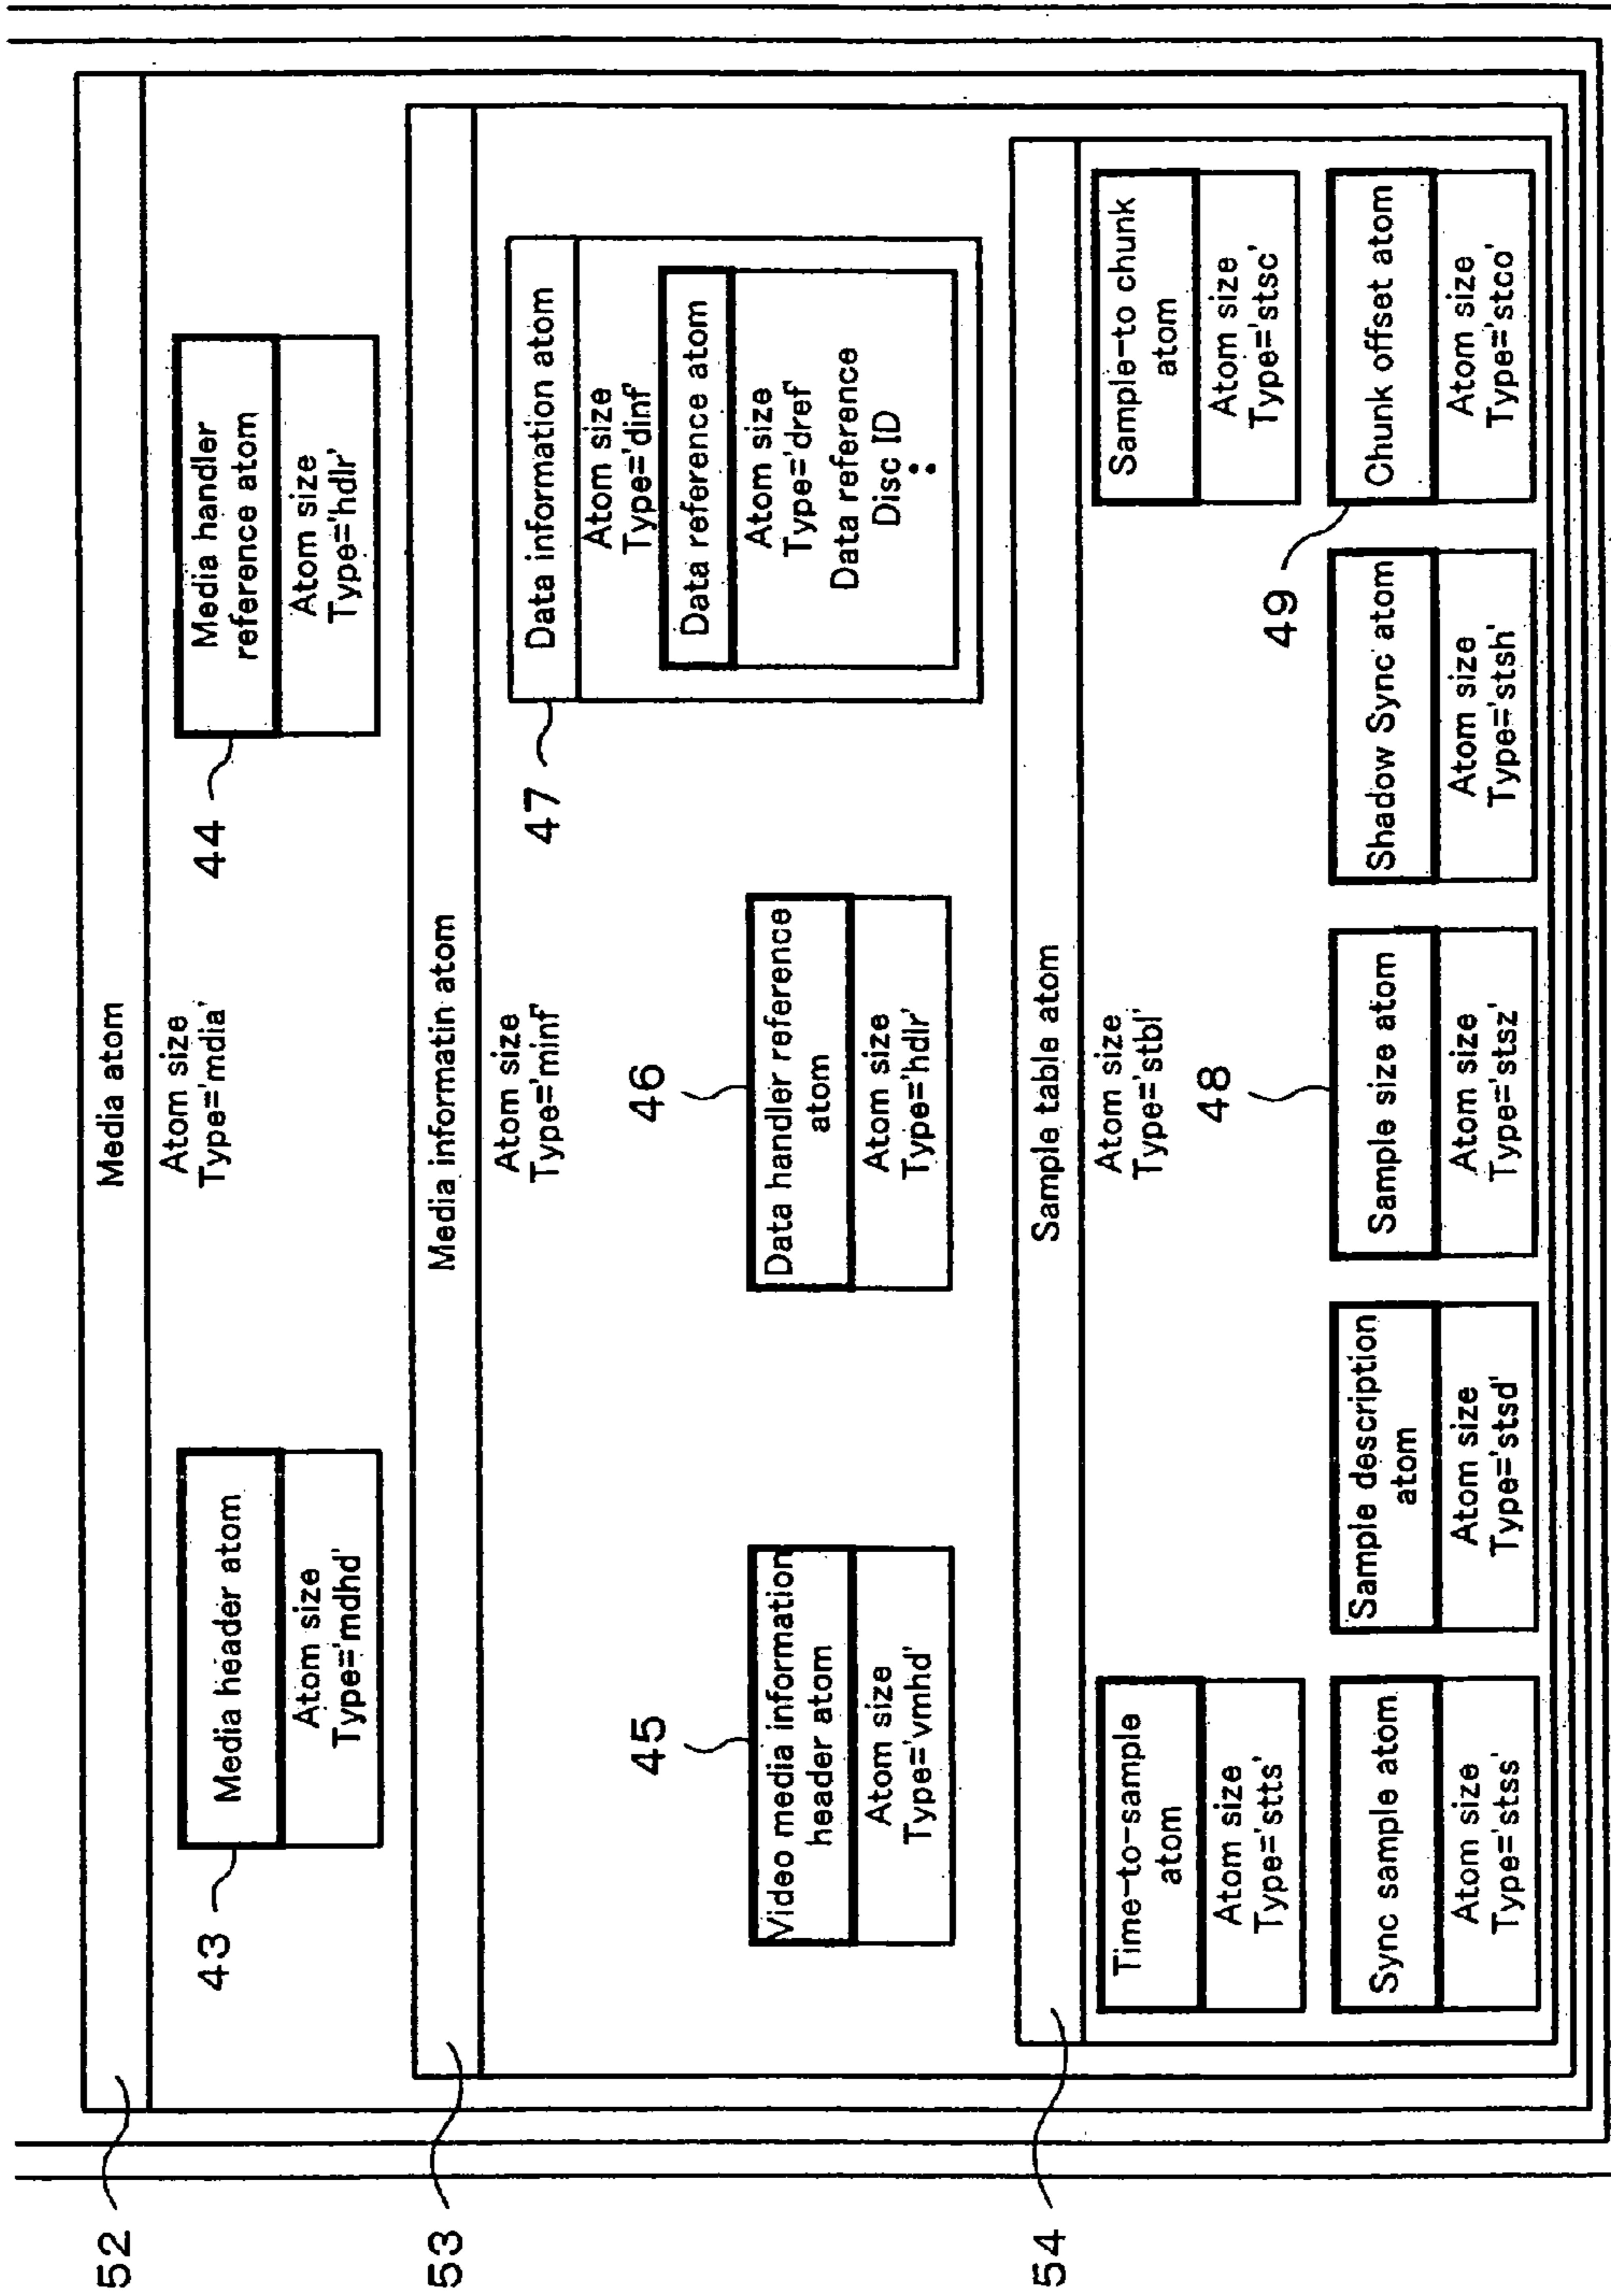 52
Media atom
Atom size
Type='mdia'
43
Media header atom
Atom size
Type='mdhd'
44
Media handler
reference atom
Atom size
Type='hdlr'
53
Media informatin atom
Atom size
Type='minf'
45
Video media information
header atom
Atom size
Type='vmhd'
46
Data handler reference
atom
Atom size
Type='hdlr'
47
Data information atom
Atom size
Type='dinf'
Data reference atom
Atom size
Type='dref'
Data reference
Disc ID
54
Sample table atom
Atom size
Type='stbl'
Time-to-sample
atom
Atom size
Type='stts'
Sample-to chunk
atom
Atom size
Type='stsc'
Sync sample atom
Atom size
Type='stss'
Sample description
atom
Atom size
Type='stsd'
48
Sample size atom
Atom size
Type='stsz'
Shadow Sync atom
Atom size
Type='stsh'
49
Chunk offset atom
Atom size
Type='stco'